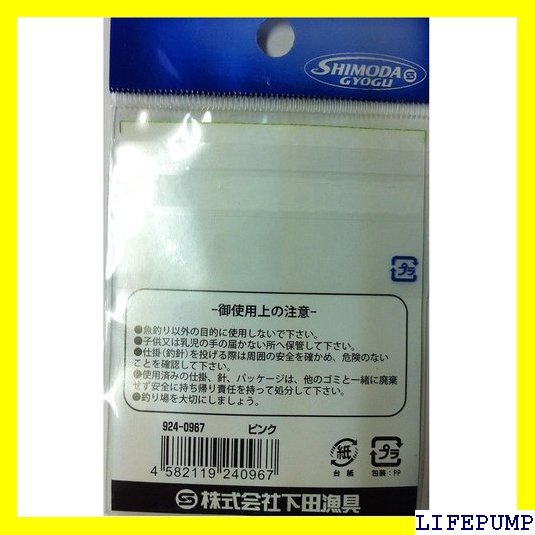 SHIMODA
GYOGU
プラ
-御使用上の注意-
●魚釣り以外の目的に使用しないで下さい。
●子供又は乳児の手の届かない所へ保管して下さい。
●仕掛(釣針)を投げる際は周囲の安全を確かめ、危険のない
ことを確認して下さい。
●使用済みの仕掛、針、パッケージは、他のゴミと一緒に廃棄
せず安全に持ち帰り責任を持って処分して下さい。
●釣り場を大切にしましょう。
924-0967 ピンク
4 582119 240967
紙 プラ
台紙 包装:PP
株式会社下田漁具
LIFEPUMP